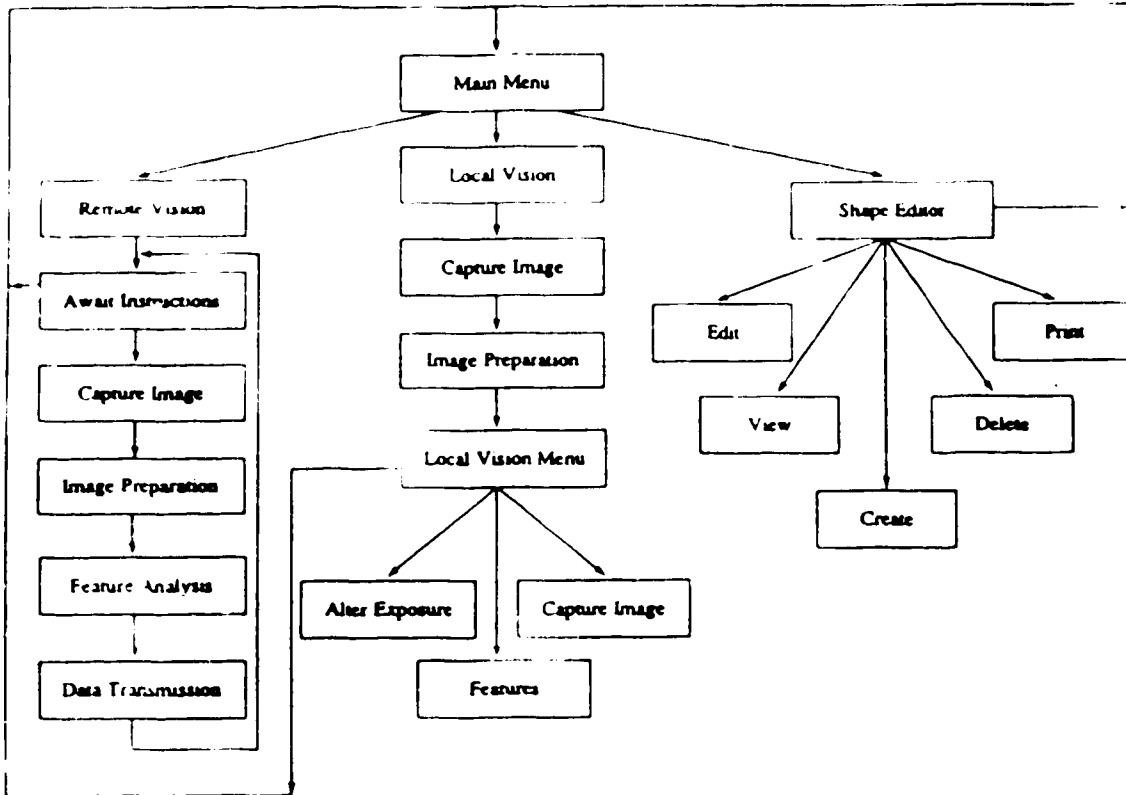 Main Menu
Remote Vision
Await Instructions
Capture Image
Image Preparation
Feature Analysis
Data Transmission
Local Vision
Capture Image
Image Preparation
Local Vision Menu
Alter Exposure
Features
Capture Image
Shape Editor
Edit
View
Create
Delete
Print